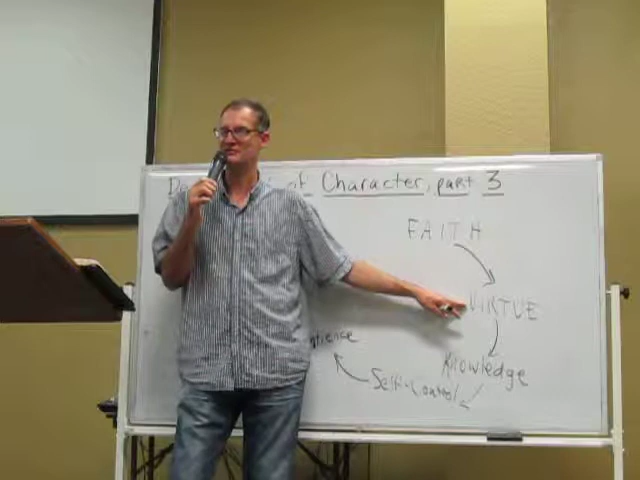 of Character, part 3
FAITH
VIRTUE
Knowledge
Self-Control